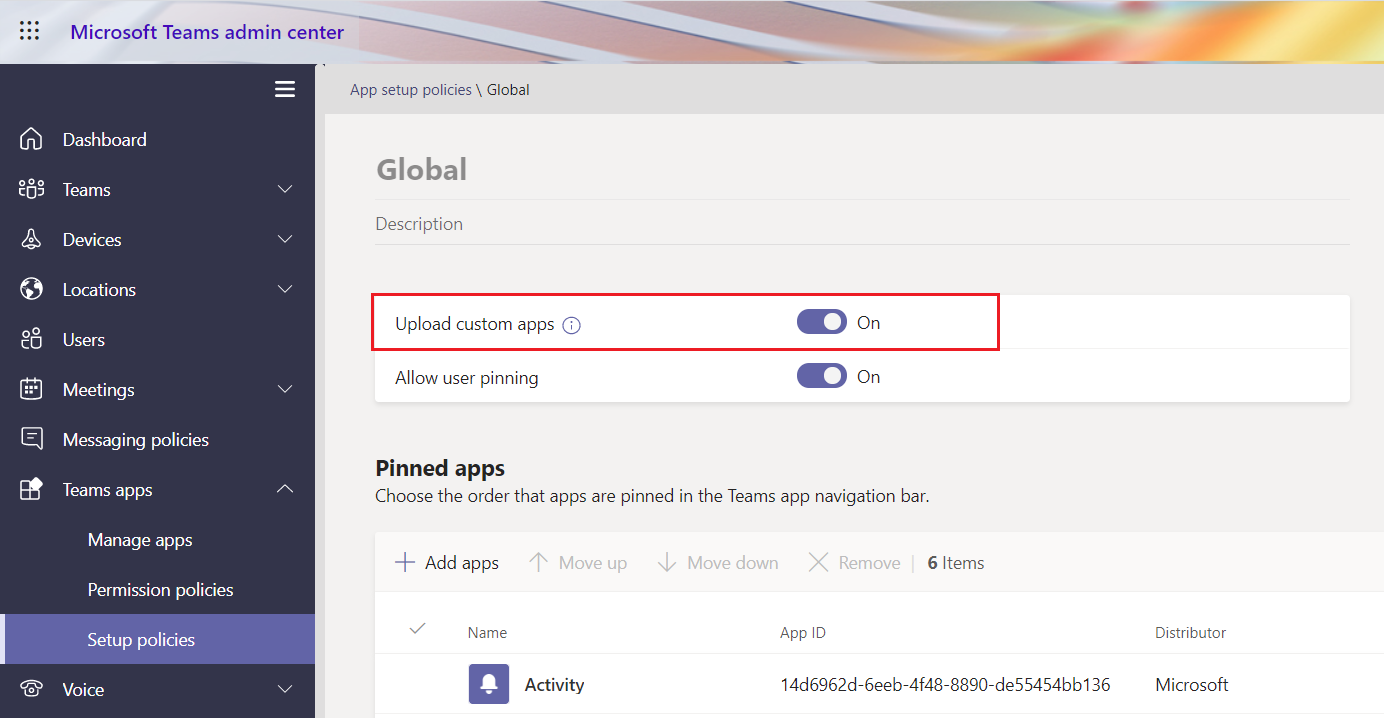 Microsoft Teams admin center
Dashboard
Teams
Devices
Locations
Users
Meetings
Messaging policies
Teams apps
Manage apps
Permission policies
Setup policies
Voice
App setup policies \ Global
Global
Description
Upload custom apps On
Allow user pinning On
Pinned apps
Choose the order that apps are pinned in the Teams app navigation bar.
Add apps Move up Move down Remove | 6 Items
Name App ID Distributor
Activity 14d6962d-6eeb-4f48-8890-de55454bb136 Microsoft